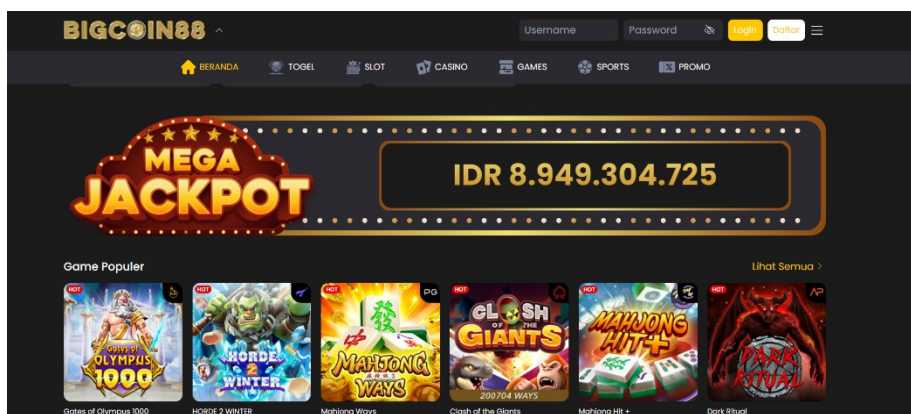 BIGCOIN88
Username Password Login Daftar
BERANDA TOGEL SLOT CASINO GAMES SPORTS PROMO
MEGA
JACKPOT
IDR 8.949.304.725
Game Populer Lihat Semua >
HOT HOT HOT PG HOT HOT HOT AP
Gates of
OLYMPUS
1000
HORDE
2
WINTER
發
中
MAHJONG
WAYS
CLASH
OF THE
GIANTS
200704 WAYS
MAHJONG
HIT+
DARK
RITUAL
Gates of Olympus 1000 HORDE 2 WINTER Mahjong Ways Clash of the Giants Mahjong Hit + Dark Ritual